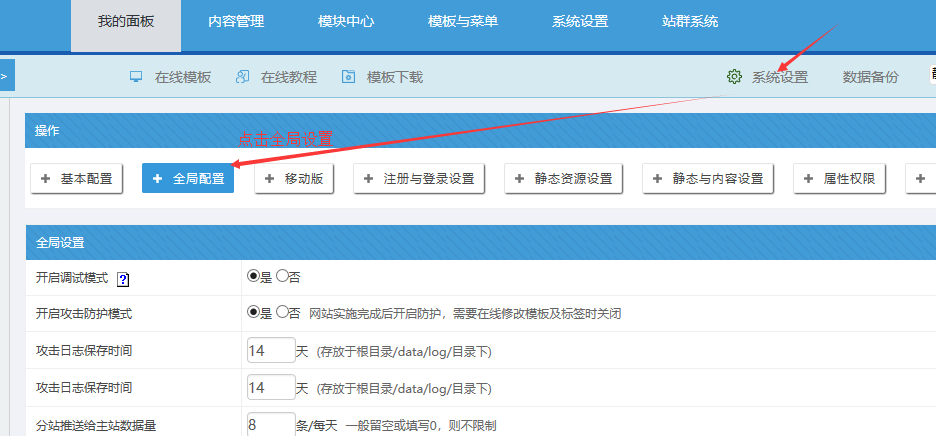 我的面板 内容管理 模块中心 模板与菜单 系统设置 站群系统
> 在线模板 在线教程 模板下载 系统设置 数据备份
操作
点击全局设置
+ 基本配置 + 全局配置 + 移动版 + 注册与登录设置 + 静态资源设置 + 静态与内容设置 + 属性权限 +
全局设置
开启调试模式 ? 是 否
开启攻击防护模式 是 否 网站实施完成后开启防护，需要在线修改模板及标签时关闭
攻击日志保存时间 14 天 (存放于根目录/data/log/目录下)
攻击日志保存时间 14 天 (存放于根目录/data/log/目录下)
分站推送给主站数据量 8 条/每天 一般留空或填写0，则不限制